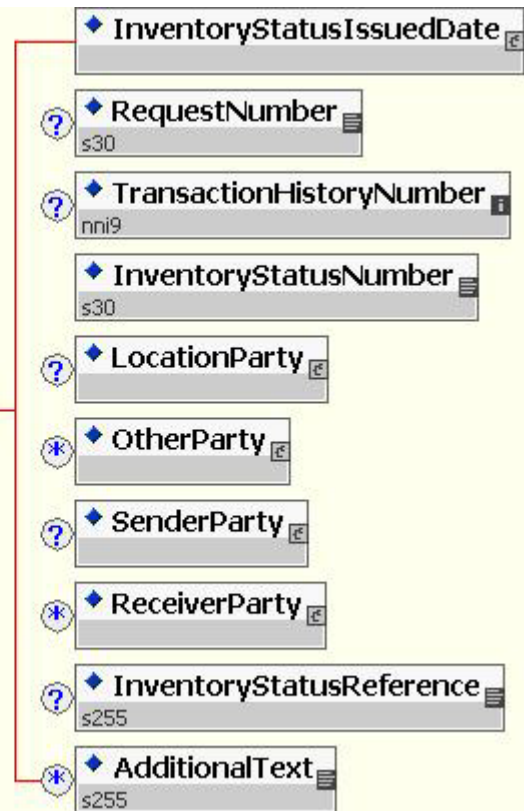 InventoryStatusIssuedDate
? RequestNumber
s30
? TransactionHistoryNumber
nni9
InventoryStatusNumber
s30
? LocationParty
* OtherParty
? SenderParty
* ReceiverParty
? InventoryStatusReference
s255
* AdditionalText
s255